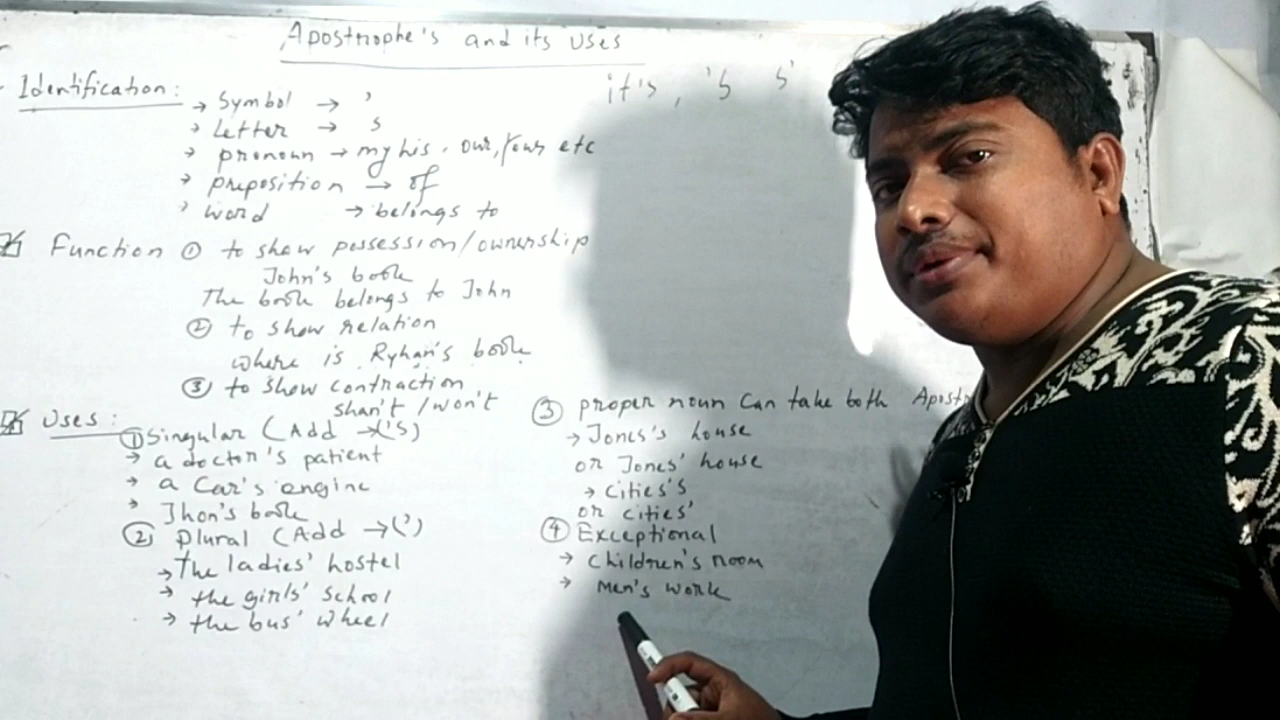 Apostrophe's and its uses
it's, 's s'
Identification:
→ Symbol → '
→ Letter → s
→ pronoun → my his, our, your etc
→ preposition → of
→ word → belongs to
Function ① to show possession/ownership
John's book
The book belongs to John
② to show relation
where is Ryhan's book
③ to show contraction
shan't / won't
Uses:
① Singular (Add → ('s)
→ a doctor's patient
→ a Car's engine
→ Jhon's book
② plural (Add → (')
→ The ladies' hostel
→ the girls' school
→ the bus' wheel
③ proper noun can take both Apostr
→ Jones's house
or Jones' house
→ Cities's
or cities'
④ Exceptional
→ children's room
→ Men's work